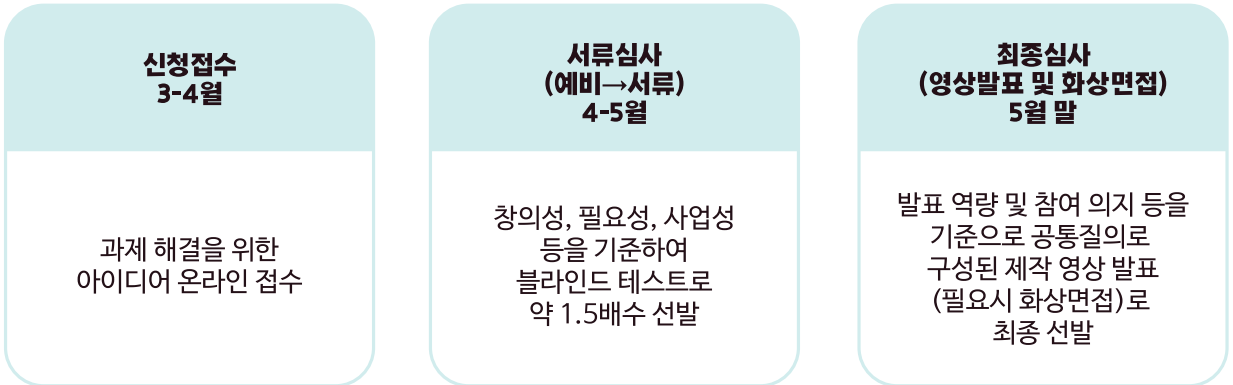 신청접수
3-4월
과제 해결을 위한
아이디어 온라인 접수
서류심사
(예비→서류)
4-5월
창의성, 필요성, 사업성
등을 기준하여
블라인드 테스트로
약 1.5배수 선발
최종심사
(영상발표 및 화상면접)
5월 말
발표 역량 및 참여 의지 등을
기준으로 공통질의로
구성된 제작 영상 발표
(필요시 화상면접)로
최종 선발